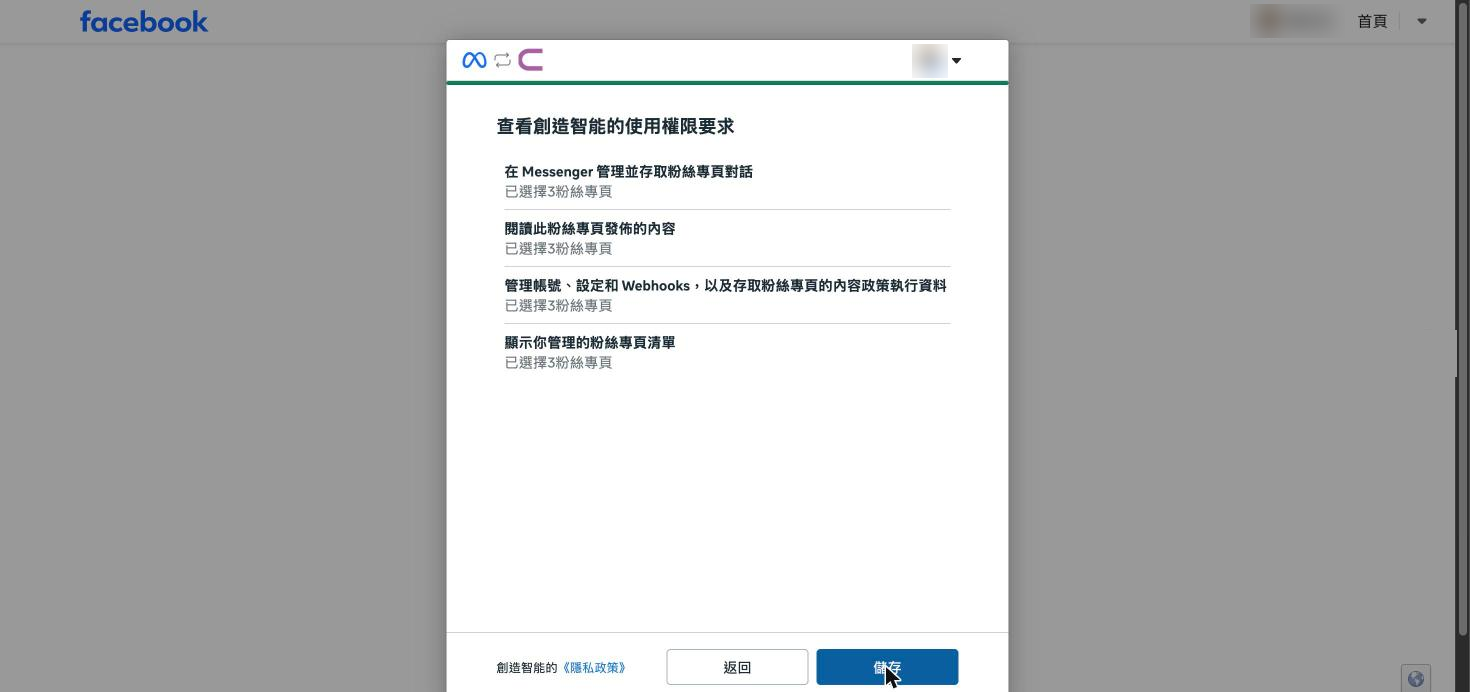 facebook
首頁
查看創造智能的使用權限要求
在 Messenger 管理並存取粉絲專頁對話
已選擇3粉絲專頁
閱讀此粉絲專頁發佈的內容
已選擇3粉絲專頁
管理帳號、設定和 Webhooks，以及存取粉絲專頁的內容政策執行資料
已選擇3粉絲專頁
顯示你管理的粉絲專頁清單
已選擇3粉絲專頁
創造智能的《隱私政策》
返回
儲存